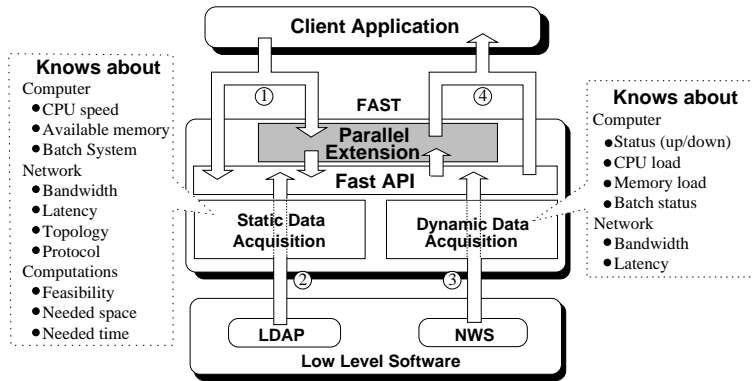 Client Application
Knows about
Computer
●CPU speed
●Available memory
●Batch System
Network
●Bandwidth
●Latency
●Topology
●Protocol
Computations
●Feasibility
●Needed space
●Needed time
1
4
FAST
Parallel
Extension
Fast API
Static Data
Acquisition
Dynamic Data
Acquisition
Knows about
Computer
●Status (up/down)
●CPU load
●Memory load
●Batch status
Network
●Bandwidth
●Latency
2
3
LDAP
NWS
Low Level Software